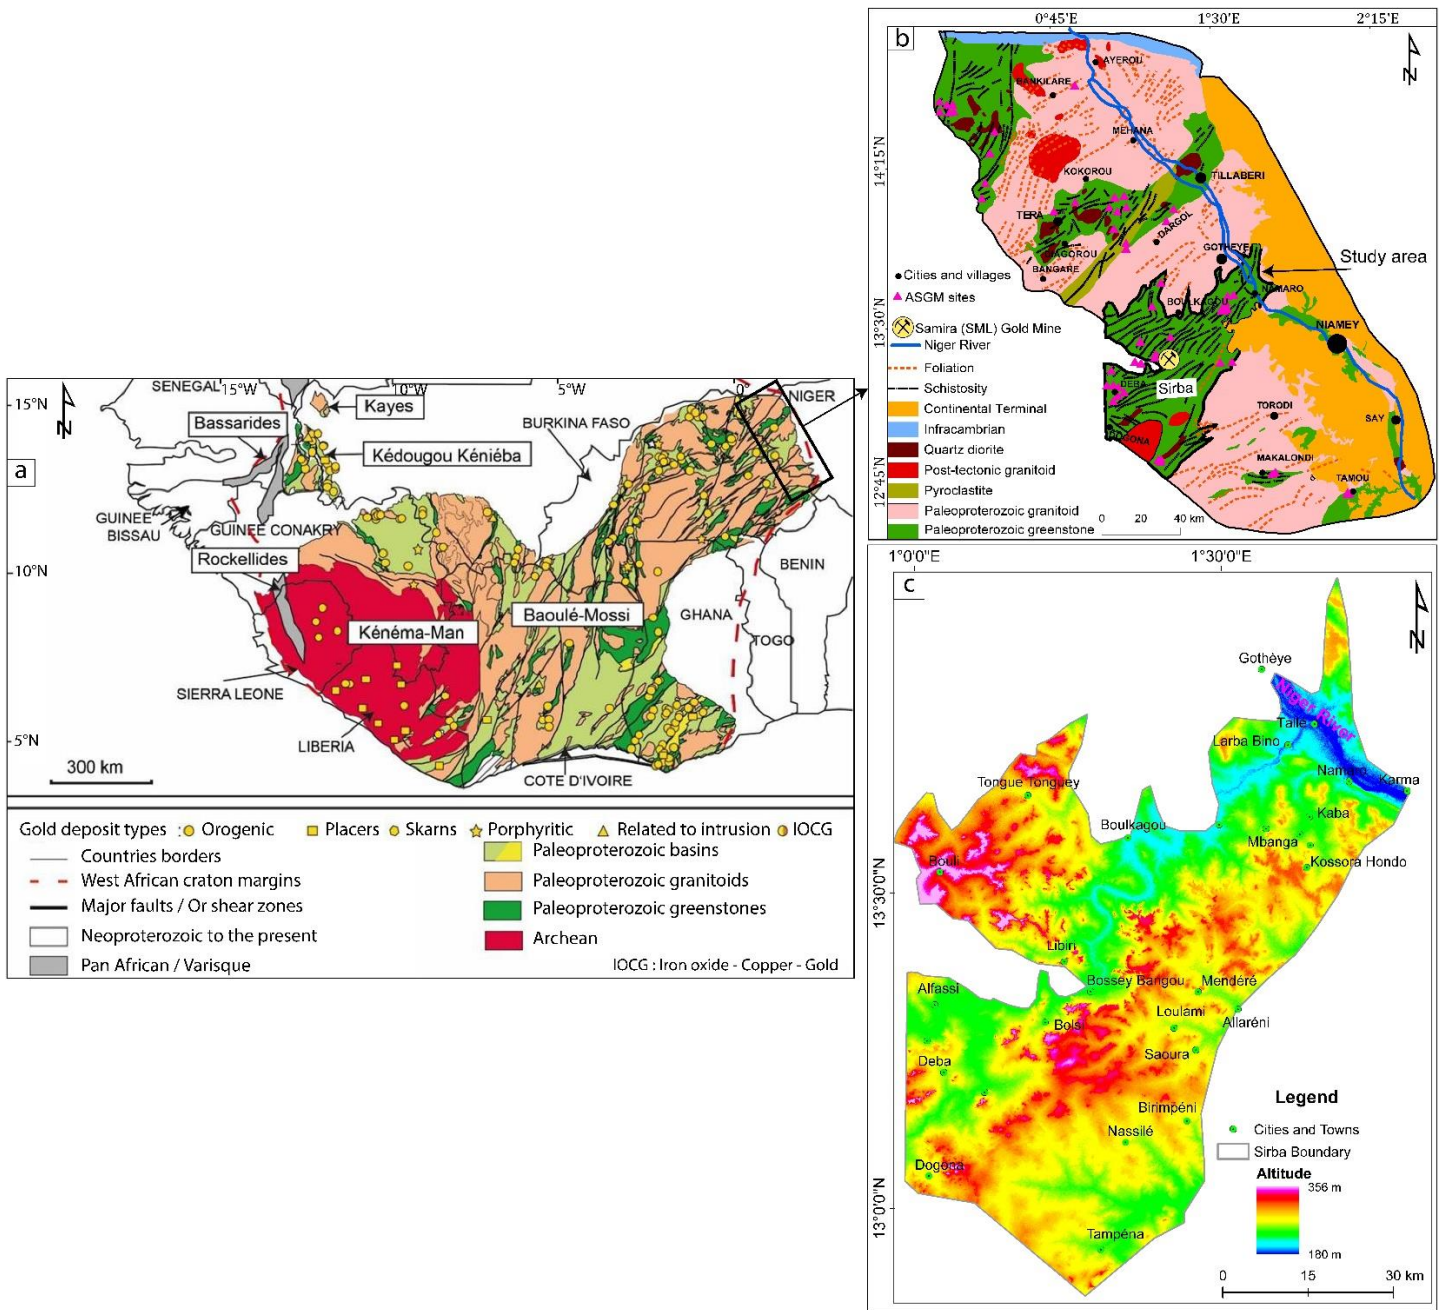 a
15°W
10°W
5°W
0°
15°N
10°N
5°N
N
SENEGAL
Kayes
Bassarides
Kédougou Kéniéba
BURKINA FASO
NIGER
GUINEE
BISSAU
GUINEE CONAKRY
Rockellides
BENIN
Kénéma-Man
Baoulé-Mossi
GHANA
TOGO
SIERRA LEONE
LIBERIA
COTE D'IVOIRE
300 km
Gold deposit types :
Orogenic
Placers
Skarns
Porphyritic
Related to intrusion
IOCG
Countries borders
West African craton margins
Major faults / Or shear zones
Neoproterozoic to the present
Pan African / Varisque
Paleoproterozoic basins
Paleoproterozoic granitoids
Paleoproterozoic greenstones
Archean
IOCG : Iron oxide - Copper - Gold
b
0°45'E
1°30'E
2°15'E
14°15'N
13°30'N
12°45'N
N
AYEROU
BANKILARE
MEHANA
KOKOROU
TILLABERI
TERA
DARGOL
BANGARE
GOTHEYE
Study area
NAMARO
BOULKAGOU
NIAMEY
DEBA
Sirba
DOGONA
TORODI
SAY
MAKALONDI
TAMOU
Cities and villages
ASGM sites
Samira (SML) Gold Mine
Niger River
Foliation
Schistosity
Continental Terminal
Infracambrian
Quartz diorite
Post-tectonic granitoid
Pyroclastite
Paleoproterozoic granitoid
Paleoproterozoic greenstone
0 20 40 km
c
1°0'0"E
1°30'E
13°30'0"N
13°0'0"N
N
Gothèye
Niger River
Talle
Larba Bino
Namaro
Karma
Tongue Tonguey
Boulkagou
Kaba
Mbanga
Kossora Hondo
Bouli
Libiri
Bossey Bangou
Mendéré
Alfassi
Loulami
Allaréni
Saoura
Deba
Birimpéni
Nassilé
Dogona
Tampéna
Legend
Cities and Towns
Sirba Boundary
Altitude
356 m
180 m
0 15 30 km